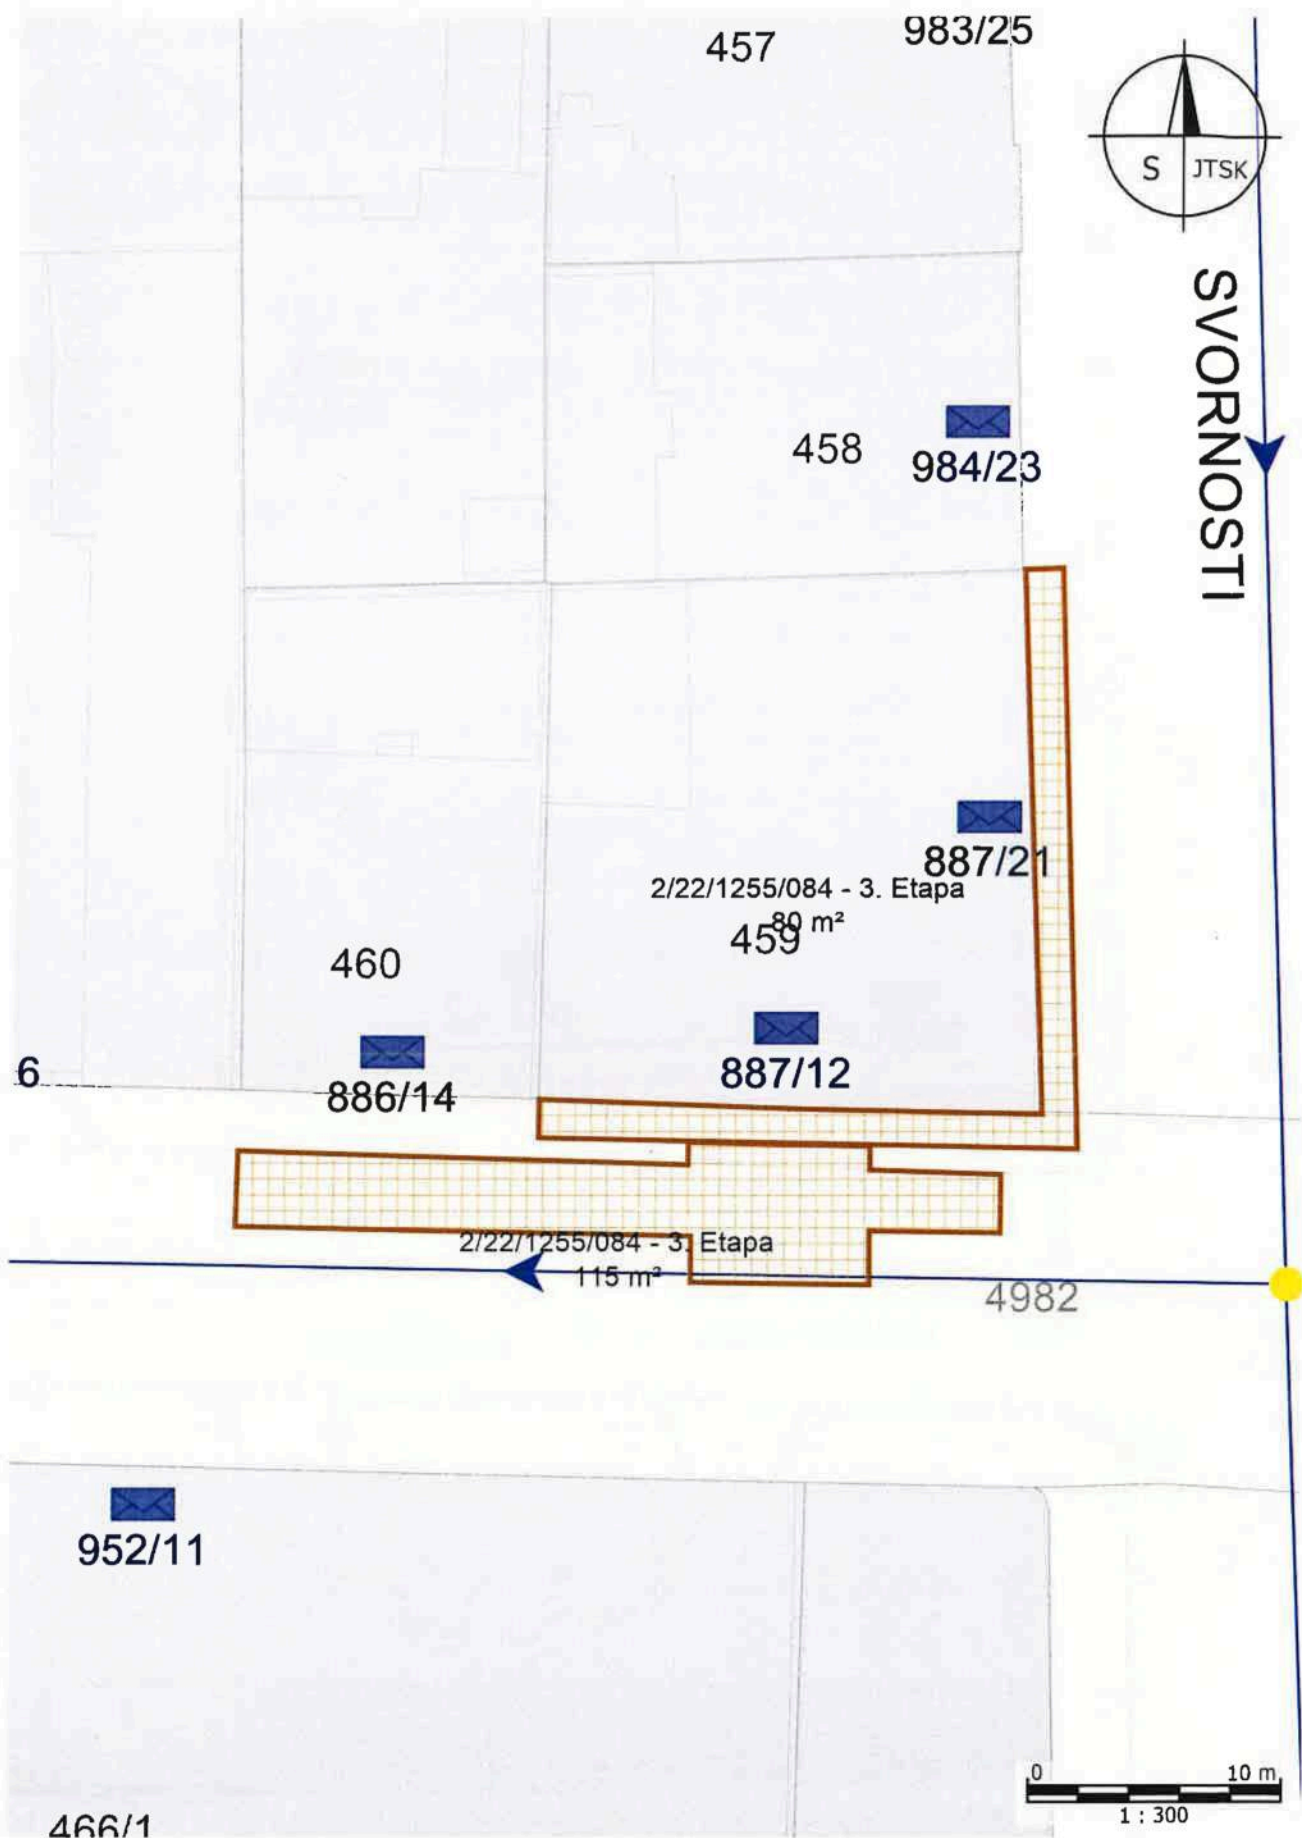 457
983/25
S
JTSK
SVORNOSTI
458
984/23
887/21
2/22/1255/084 - 3. Etapa
80 m²
459
460
887/12
6
886/14
2/22/1255/084 - 3. Etapa
115 m²
4982
952/11
0
10 m
1 : 300
466/1